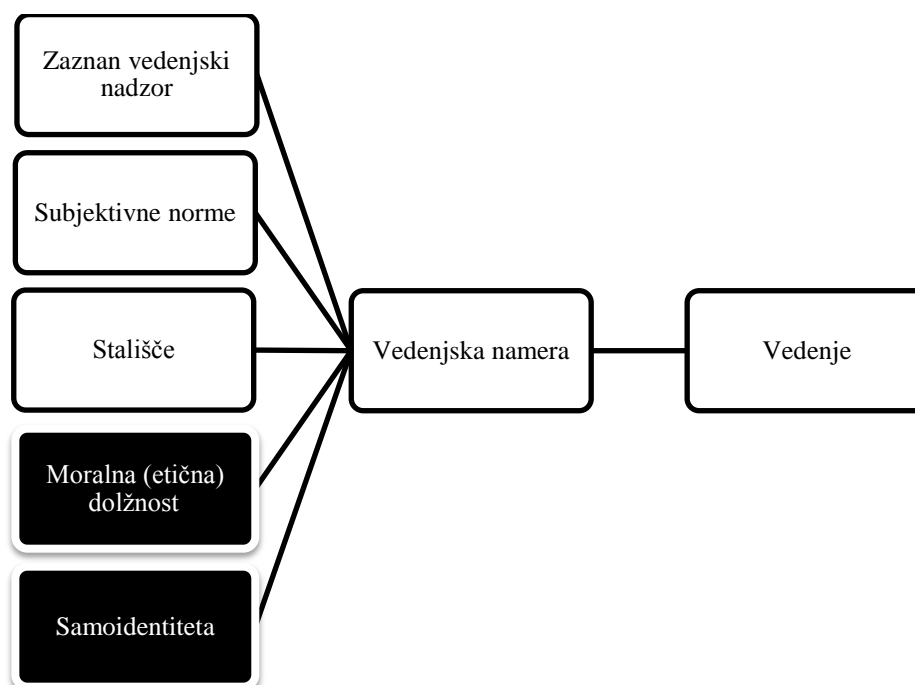 Zaznan vedenjski
nadzor
Subjektivne norme
Stališče
Moralna (etična)
dolžnost
Samoidentiteta
Vedenjska namera
Vedenje